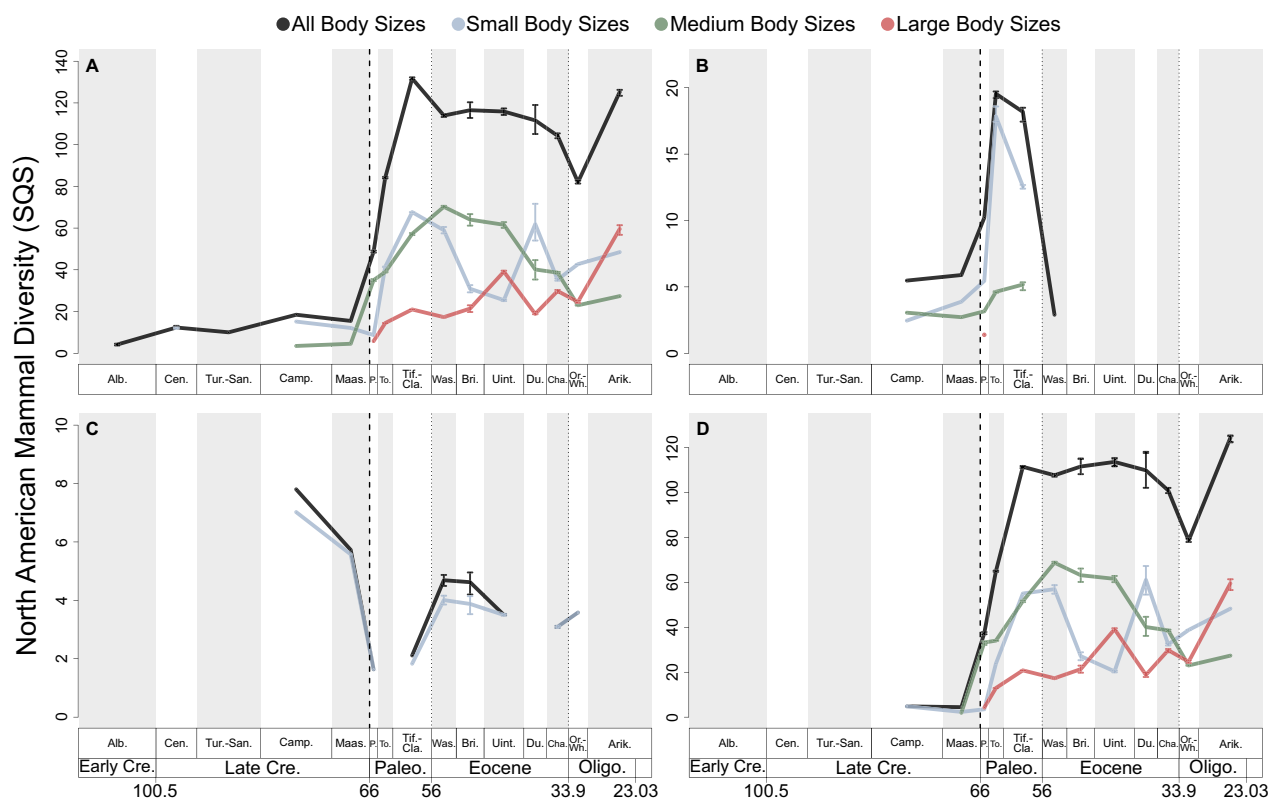 All Body Sizes Small Body Sizes Medium Body Sizes Large Body Sizes
North American Mammal Diversity (SQS)
A
140
120
100
80
60
40
20
0
Alb. Cen. Tur.-San. Camp. Maas. P. To. Tif.-Cla. Was. Bri. Uint. Du. Cha. Or.-Wh. Arik.
B
20
15
10
5
0
Alb. Cen. Tur.-San. Camp. Maas. P. To. Tif.-Cla. Was. Bri. Uint. Du. Cha. Or.-Wh. Arik.
C
10
8
6
4
2
0
Alb. Cen. Tur.-San. Camp. Maas. P. To. Tif.-Cla. Was. Bri. Uint. Du. Cha. Or.-Wh. Arik.
Early Cre. Late Cre. Paleo. Eocene Oligo.
100.5 66 56 33.9 23.03
D
120
100
80
60
40
20
0
Alb. Cen. Tur.-San. Camp. Maas. P. To. Tif.-Cla. Was. Bri. Uint. Du. Cha. Or.-Wh. Arik.
Early Cre. Late Cre. Paleo. Eocene Oligo.
100.5 66 56 33.9 23.03